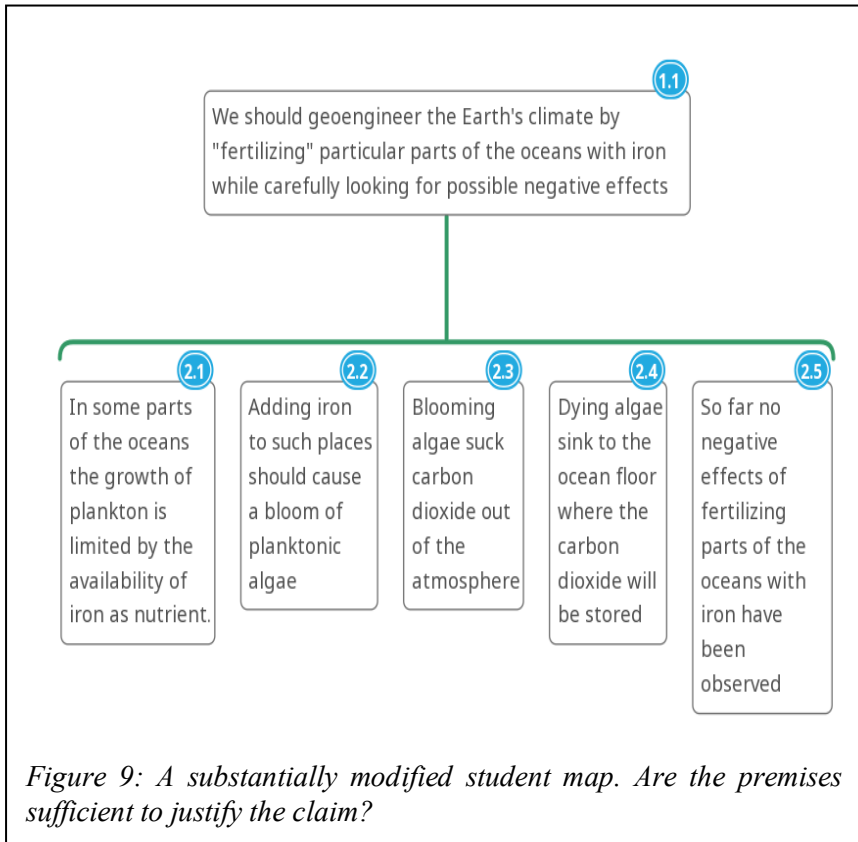 1.1
We should geoengineer the Earth's climate by
"fertilizing" particular parts of the oceans with iron
while carefully looking for possible negative effects
2.1
In some parts
of the oceans
the growth of
plankton is
limited by the
availability of
iron as nutrient.
2.2
Adding iron
to such places
should cause
a bloom of
planktonic
algae
2.3
Blooming
algae suck
carbon
dioxide out
of the
atmosphere
2.4
Dying algae
sink to the
ocean floor
where the
carbon
dioxide will
be stored
2.5
So far no
negative
effects of
fertilizing
parts of the
oceans with
iron have
been
observed
Figure 9: A substantially modified student map. Are the premises
sufficient to justify the claim?